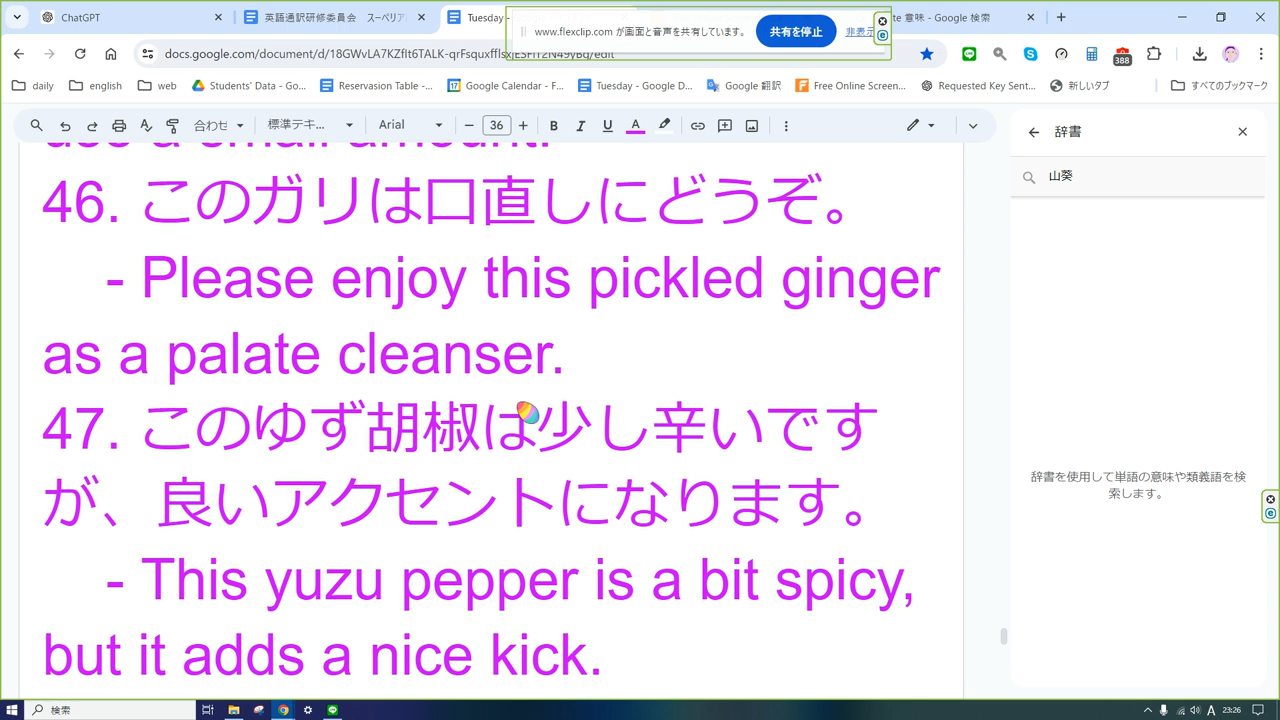 ChatGPT
英語通訳研修委員会 スーペリア
Tuesday -
www.flexclip.com が画面と音声を共有しています。
共有を停止
非表示
意味 - Google 検索
daily
english
web
Students' Data - Go...
Reservasion Table -...
Google Calendar - F...
Tuesday - Google D...
Google 翻訳
Free Online Screen...
Requested Key Sent...
新しいタブ
すべてのブックマーク
388
合わせ
標準テキ...
Arial
36
辞書
山葵
辞書を使用して単語の意味や類義語を検
索します。
use a small amount.
46. このガリは口直しにどうぞ。
- Please enjoy this pickled ginger
as a palate cleanser.
47. このゆず胡椒は少し辛いです
が、良いアクセントになります。
- This yuzu pepper is a bit spicy,
but it adds a nice kick.
検索
A
23:26